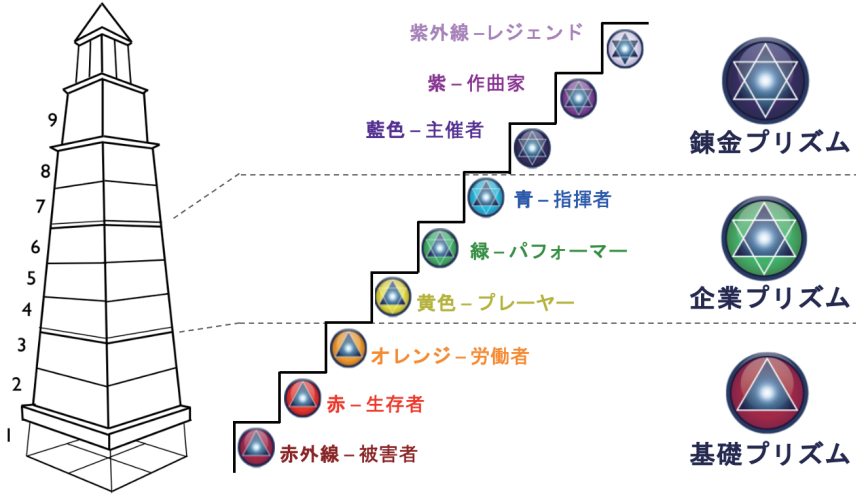 紫外線 – レジェンド
紫 – 作曲家
藍色 – 主催者
錬金プリズム
青 – 指揮者
緑 – パフォーマー
黄色 – プレーヤー
企業プリズム
オレンジ – 労働者
赤 – 生存者
赤外線 – 被害者
基礎プリズム
9
8
7
6
5
4
3
2
1